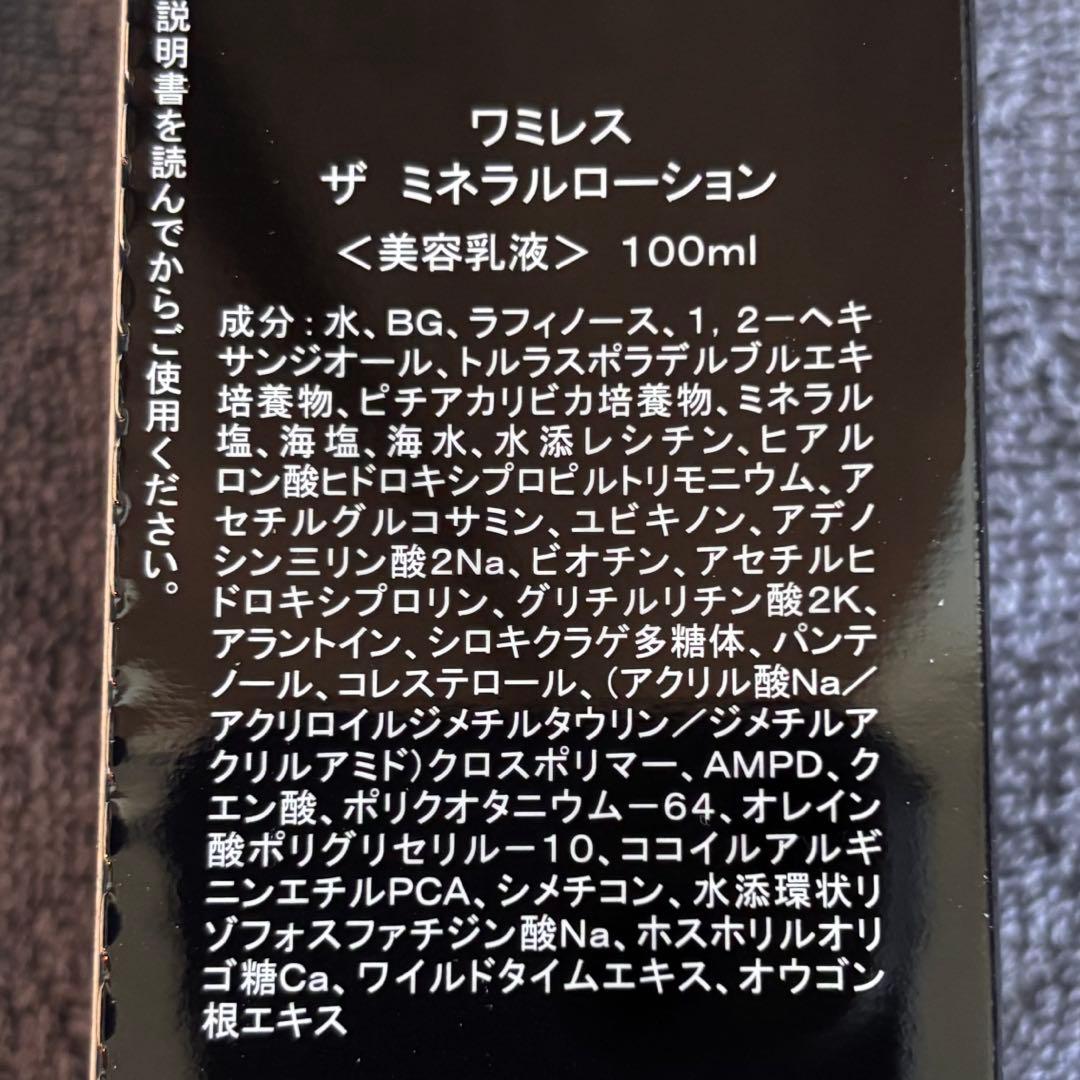 説明書を読んでからご使用ください。
ワミレス
ザ ミネラルローション
＜美容乳液＞ 100ml
成分：水、BG、ラフィノース、1，2－ヘキ
サンジオール、トルラスポラデルブルエキ
培養物、ピチアカリビカ培養物、ミネラル
塩、海塩、海水、水添レシチン、ヒアル
ロン酸ヒドロキシプロピルトリモニウム、ア
セチルグルコサミン、ユビキノン、アデノ
シン三リン酸2Na、ビオチン、アセチルヒ
ドロキシプロリン、グリチルリチン酸2K、
アラントイン、シロキクラゲ多糖体、パンテ
ノール、コレステロール、（アクリル酸Na／
アクリロイルジメチルタウリン／ジメチルア
クリルアミド）クロスポリマー、AMPD、ク
エン酸、ポリクオタニウム－64、オレイン
酸ポリグリセリル－10、ココイルアルギ
ニンエチルPCA、シメチコン、水添環状リ
ゾフォスファチジン酸Na、ホスホリルオリ
ゴ糖Ca、ワイルドタイムエキス、オウゴン
根エキス